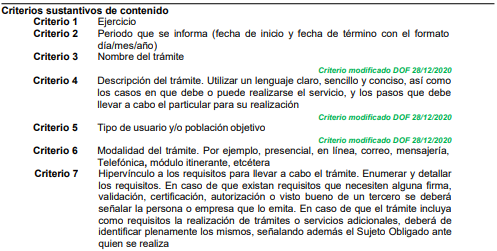 Criterios sustantivos de contenido
Criterio 1 Ejercicio
Criterio 2 Periodo que se informa (fecha de inicio y fecha de término con el formato
día/mes/año)
Criterio 3 Nombre del trámite
Criterio modificado DOF 28/12/2020
Criterio 4 Descripción del trámite. Utilizar un lenguaje claro, sencillo y conciso, así como
los casos en que debe o puede realizarse el servicio, y los pasos que debe
llevar a cabo el particular para su realización
Criterio modificado DOF 28/12/2020
Criterio 5 Tipo de usuario y/o población objetivo
Criterio modificado DOF 28/12/2020
Criterio 6 Modalidad del trámite. Por ejemplo, presencial, en línea, correo, mensajería,
Telefónica, módulo itinerante, etcétera
Criterio 7 Hipervínculo a los requisitos para llevar a cabo el trámite. Enumerar y detallar
los requisitos. En caso de que existan requisitos que necesiten alguna firma,
validación, certificación, autorización o visto bueno de un tercero se deberá
señalar la persona o empresa que lo emita. En caso de que el trámite incluya
como requisito la realización de trámites o servicios adicionales, deberá de
identificar plenamente los mismos, señalando además el Sujeto Obligado ante
quien se realiza